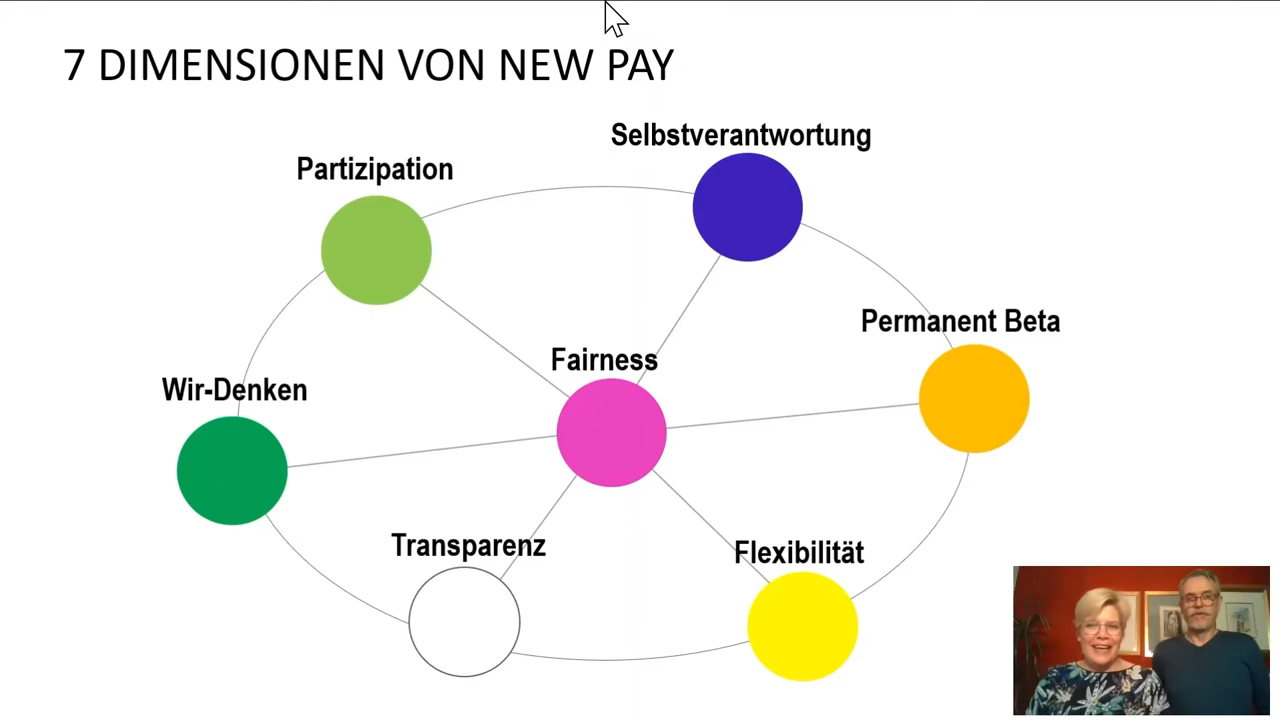 7 DIMENSIONEN VON NEW PAY
Selbstverantwortung
Partizipation
Permanent Beta
Fairness
Wir-Denken
Transparenz
Flexibilität